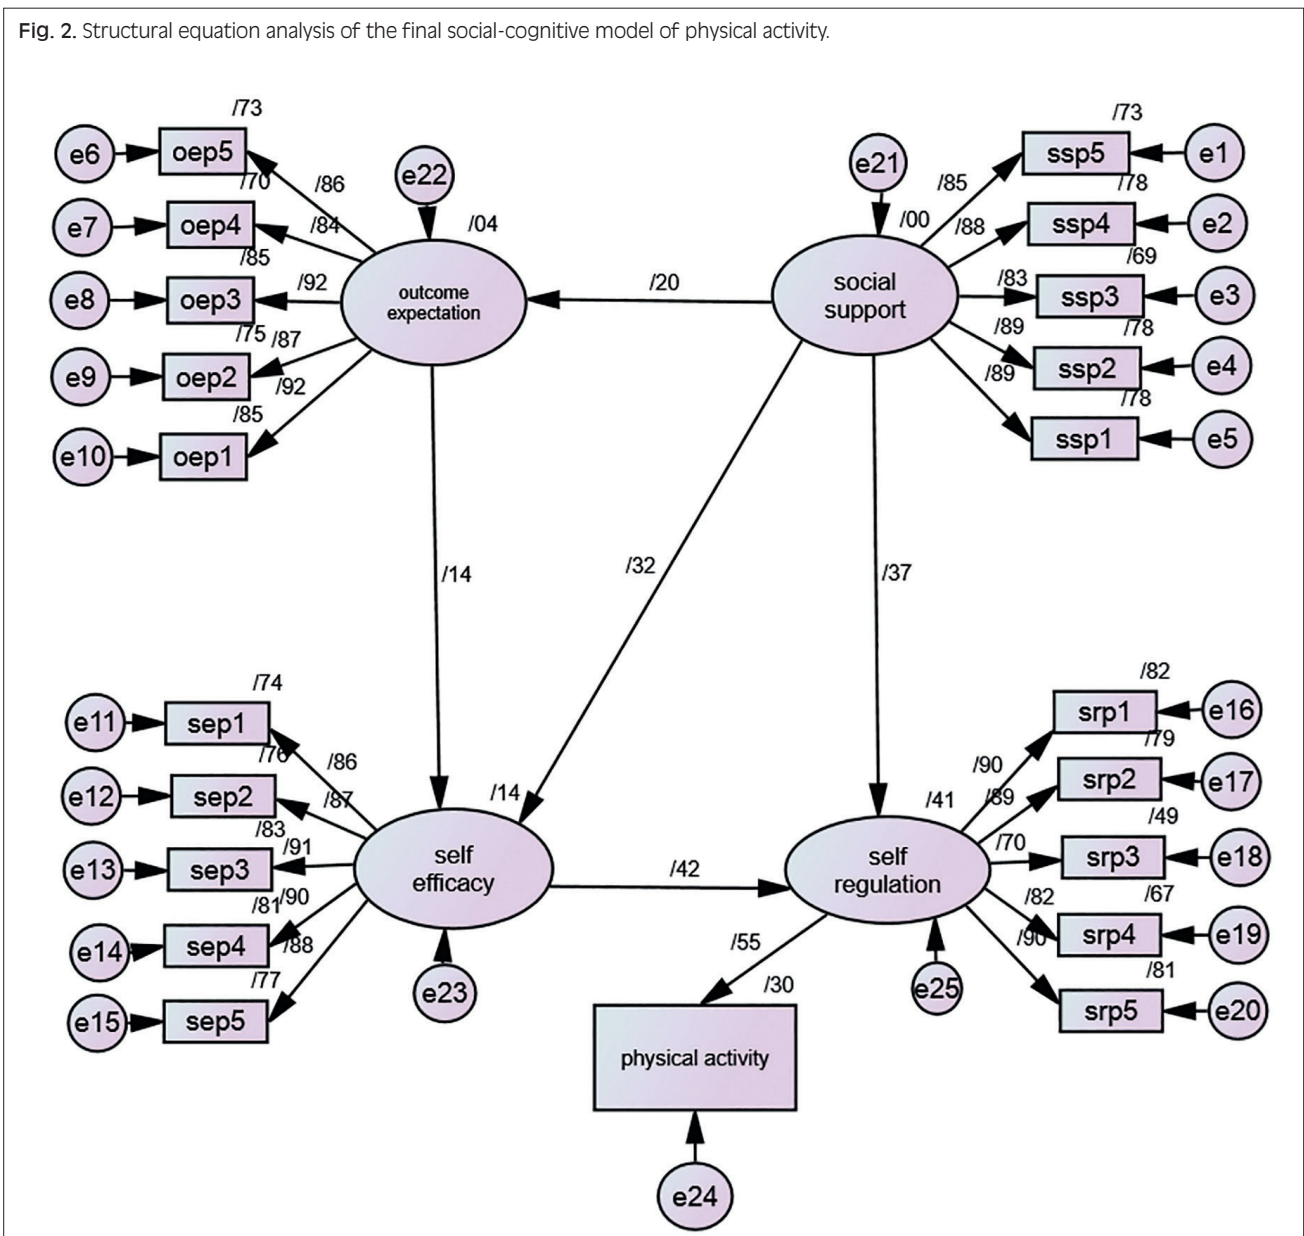 Fig. 2. Structural equation analysis of the final social-cognitive model of physical activity.
/73
e6
oep5
/70
/86
e22
e7
oep4
/85
/84
/04
e8
oep3
/75
/92
outcome
expectation
e9
oep2
/85
/87
e10
oep1
/92
/20
e21
/00
social
support
/73
/85
ssp5
e1
/78
/88
ssp4
e2
/69
/83
ssp3
e3
/78
/89
ssp2
e4
/78
/89
ssp1
e5
/14
/32
/37
/74
e11
sep1
/76
/86
e12
sep2
/83
/87
/14
e13
sep3
/81
/91
self
efficacy
e14
sep4
/77
/90
e15
sep5
/88
e23
/42
/41
self
regulation
/82
/90
srp1
e16
/79
/89
srp2
e17
/49
/70
srp3
e18
/67
/82
srp4
e19
/81
/90
srp5
e20
e25
/55
/30
physical activity
e24